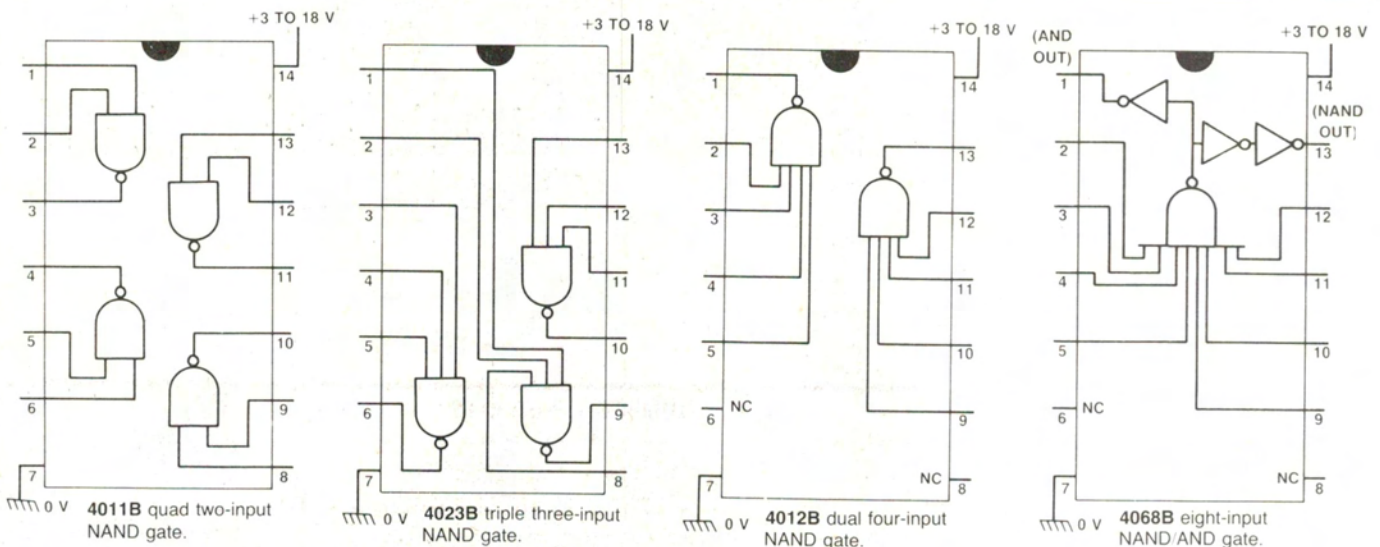 +3 TO 18 V
1
14
2
13
3
12
4
11
5
10
6
9
7
8
0 V
4011B quad two-input
NAND gate.
+3 TO 18 V
1
14
2
13
3
12
4
11
5
10
6
9
7
8
0 V
4023B triple three-input
NAND gate.
+3 TO 18 V
1
14
2
13
3
12
4
11
5
10
NC
6
9
7
NC
8
0 V
4012B dual four-input
NAND gate.
(AND
OUT)
+3 TO 18 V
1
14
(NAND
OUT)
2
13
3
12
4
11
5
10
NC
6
9
7
NC
8
0 V
4068B eight-input
NAND/AND gate.